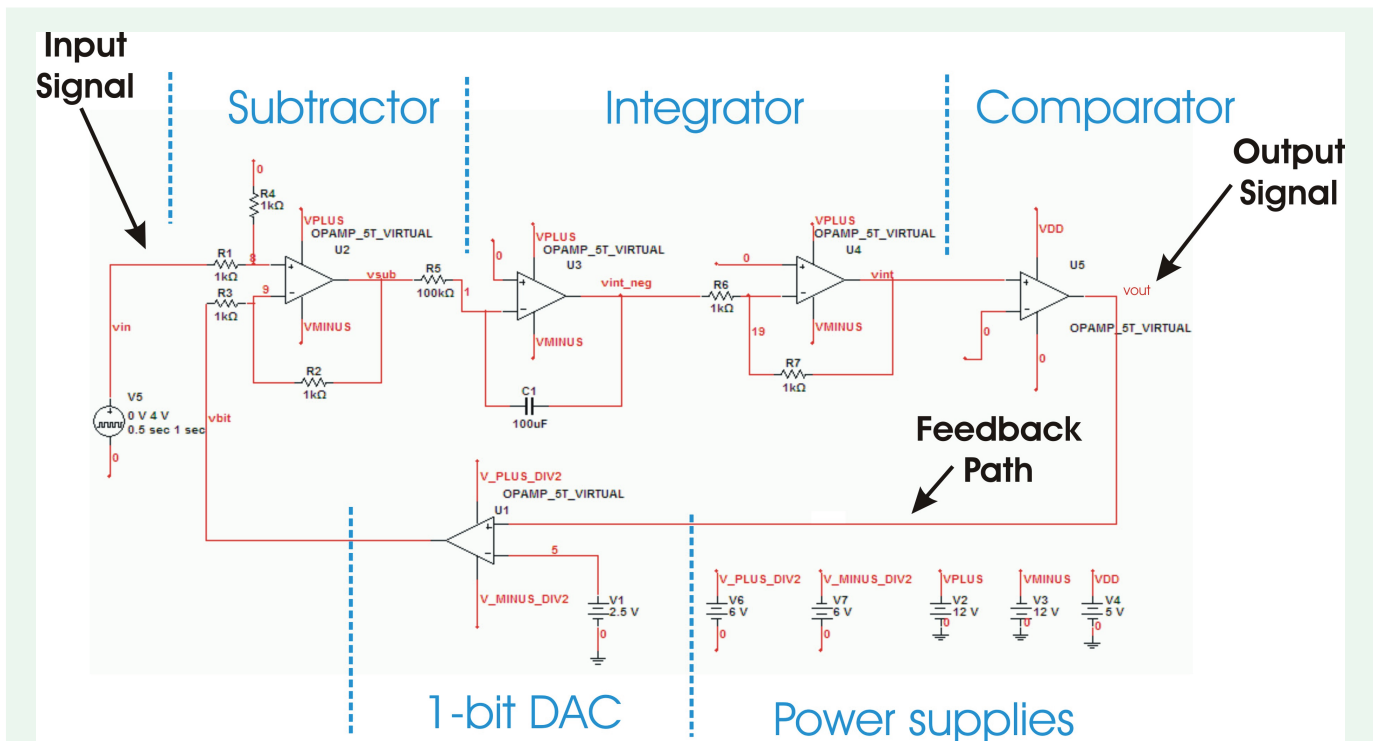 Input
Signal
Subtractor
Integrator
Comparator
Output
Signal
0
R4
1kΩ
VPLUS
OPAMP_5T_VIRTUAL
U2
R1
1kΩ
8
R3
1kΩ
9
VMINUS
R2
1kΩ
vsub
R5
100kΩ
1
0
VPLUS
OPAMP_5T_VIRTUAL
U3
VMINUS
C1
100uF
vint_neg
R6
1kΩ
0
VPLUS
OPAMP_5T_VIRTUAL
U4
VMINUS
19
R7
1kΩ
vint
VDD
U5
vout
OPAMP_5T_VIRTUAL
0
0
vin
V5
0 V 4 V
0.5 sec 1 sec
0
vbit
Feedback
Path
V_PLUS_DIV2
OPAMP_5T_VIRTUAL
U1
5
V_MINUS_DIV2
V1
2.5 V
0
V_PLUS_DIV2
V6
6 V
0
V_MINUS_DIV2
V7
6 V
0
VPLUS
V2
12 V
0
VMINUS
V3
12 V
0
VDD
V4
5 V
0
1-bit DAC
Power supplies